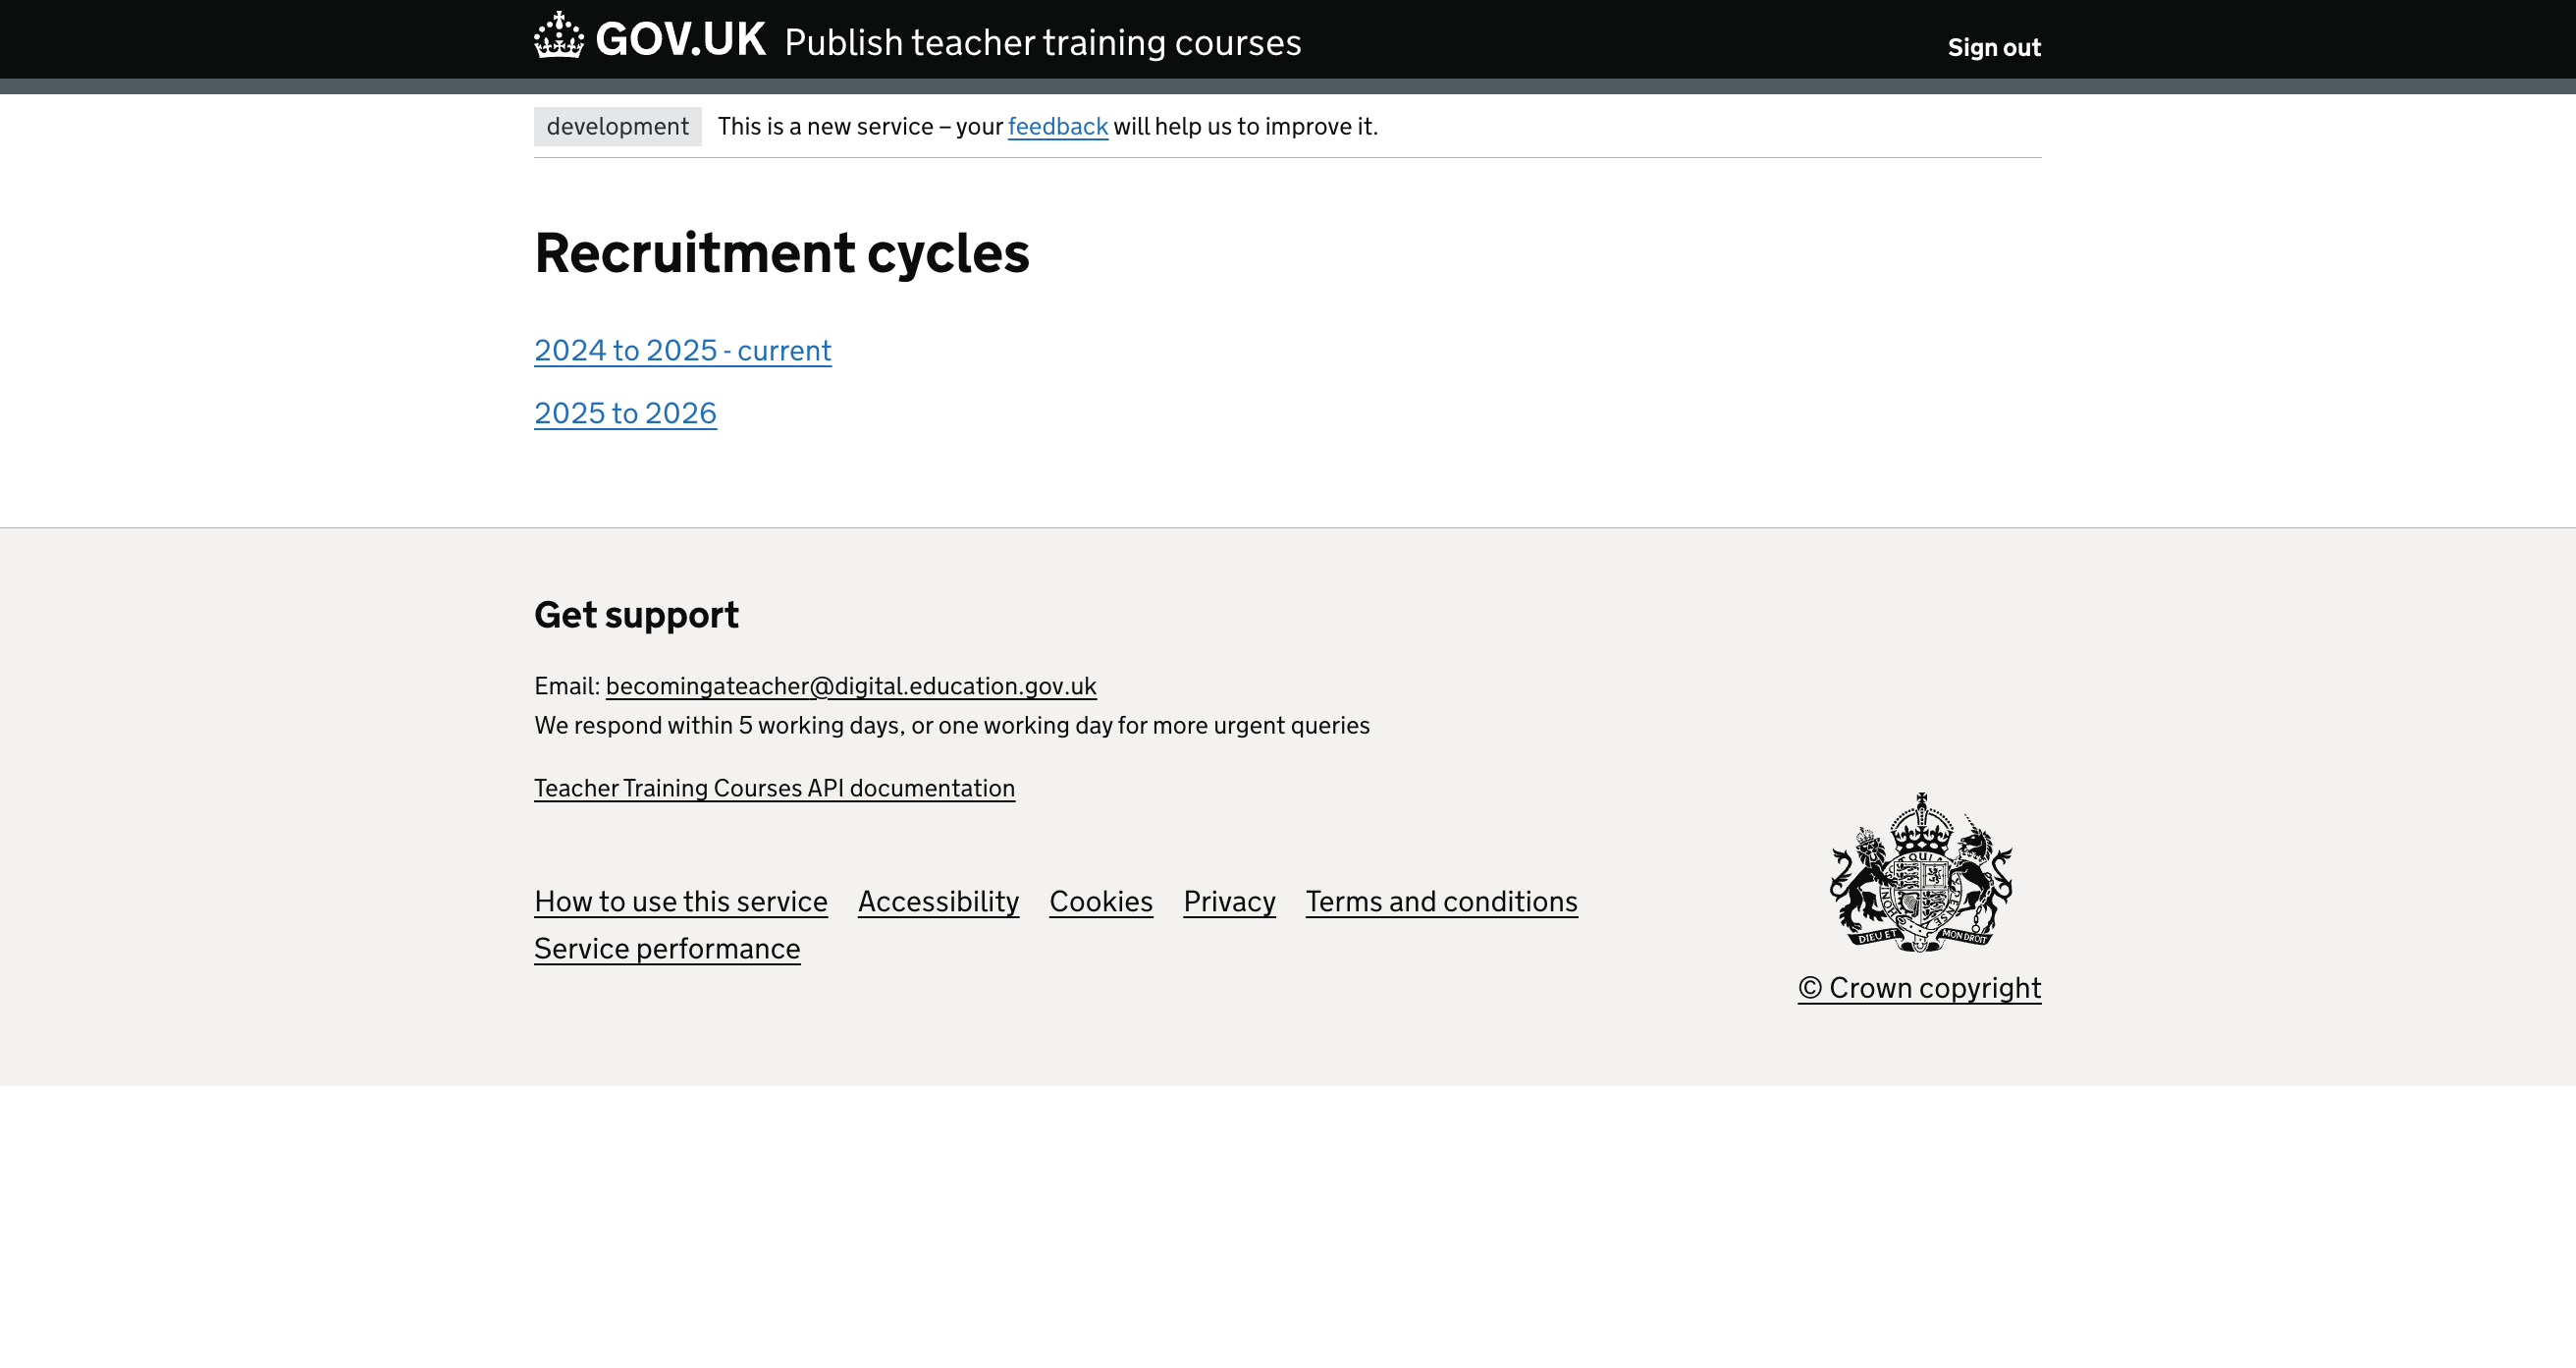 GOV.UK Publish teacher training courses
Sign out
development This is a new service – your feedback will help us to improve it.
Recruitment cycles
2024 to 2025 - current
2025 to 2026
Get support
Email: becomingateacher@digital.education.gov.uk
We respond within 5 working days, or one working day for more urgent queries
Teacher Training Courses API documentation
How to use this service Accessibility Cookies Privacy Terms and conditions
Service performance
DIEU ET MON DROIT
© Crown copyright